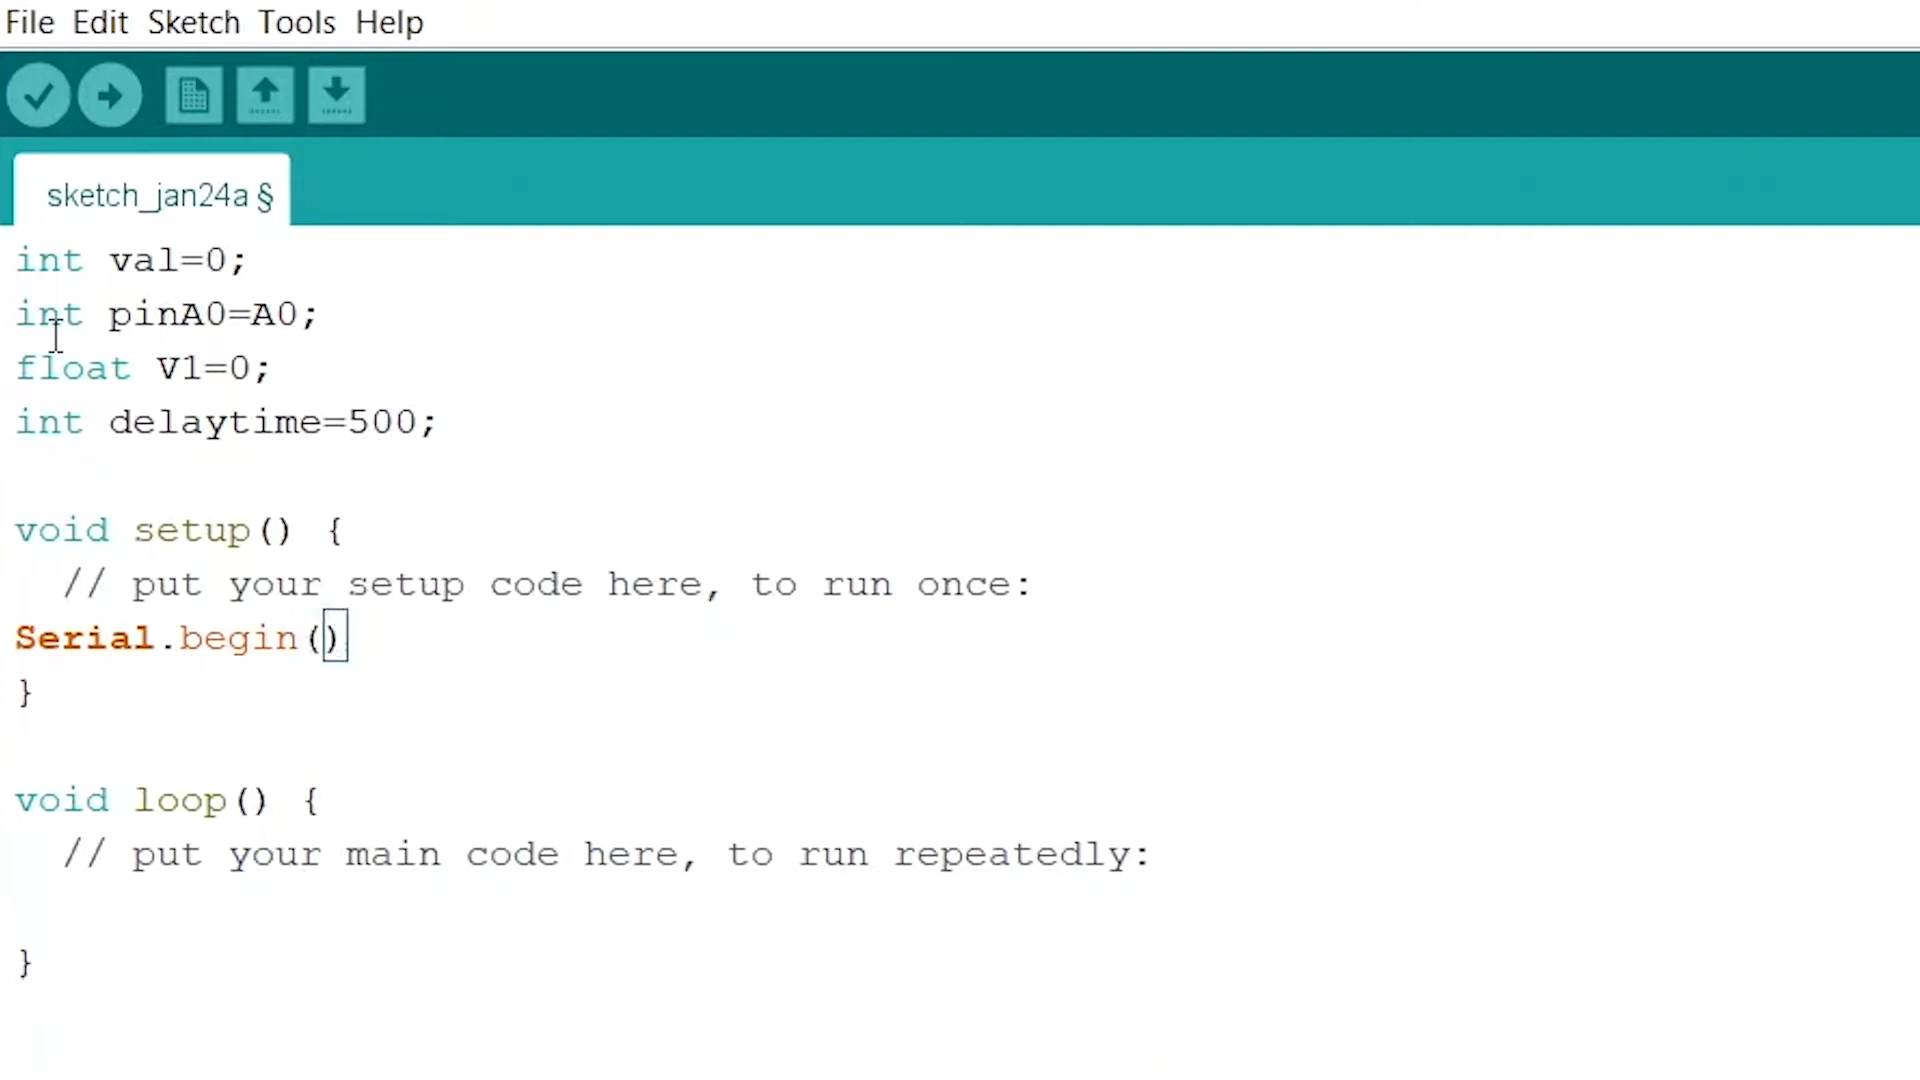 File Edit Sketch Tools Help
sketch_jan24a §
int val=0;
int pinA0=A0;
float V1=0;
int delaytime=500;
void setup() {
// put your setup code here, to run once:
Serial.begin()
}
void loop() {
// put your main code here, to run repeatedly:
}